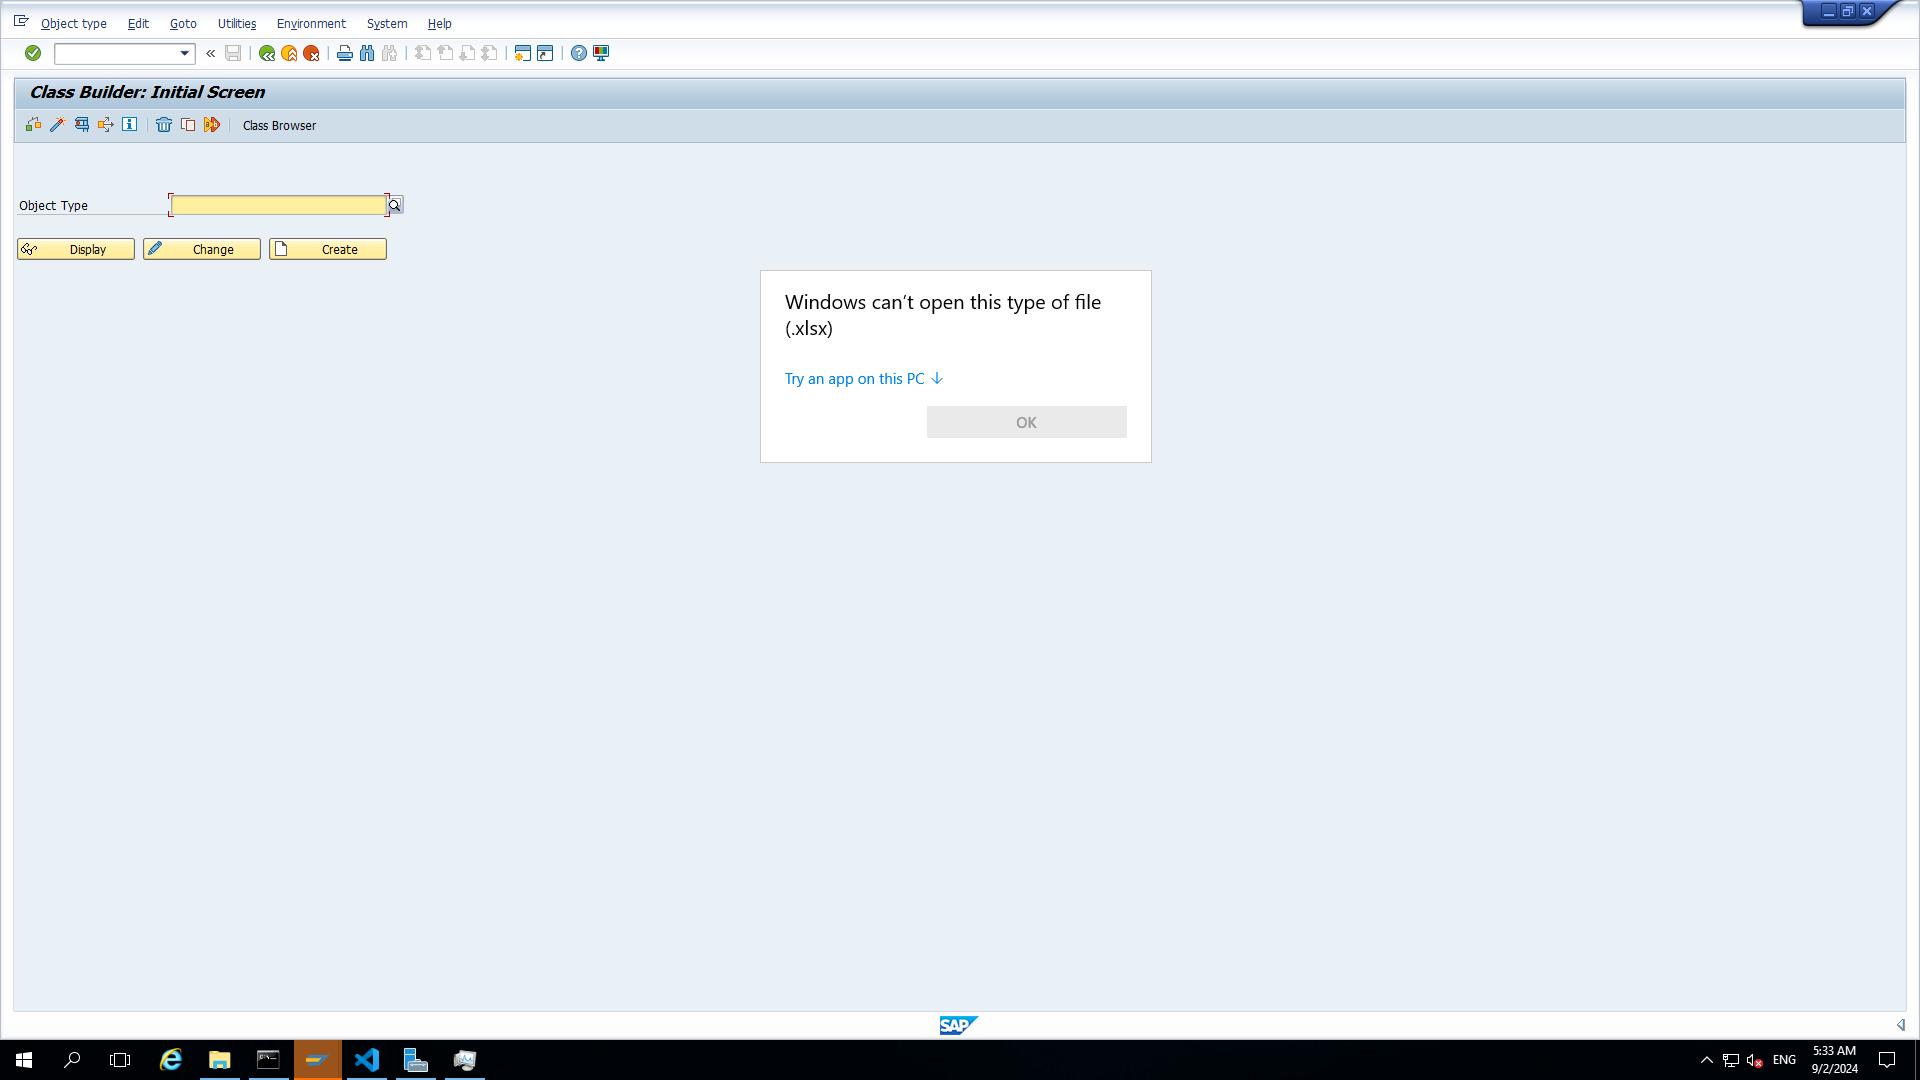 Object type Edit Goto Utilities Environment System Help
Class Builder: Initial Screen
Class Browser
Object Type
Display Change Create
Windows can't open this type of file
(.xlsx)
Try an app on this PC
OK
SAP
ENG
5:33 AM
9/2/2024